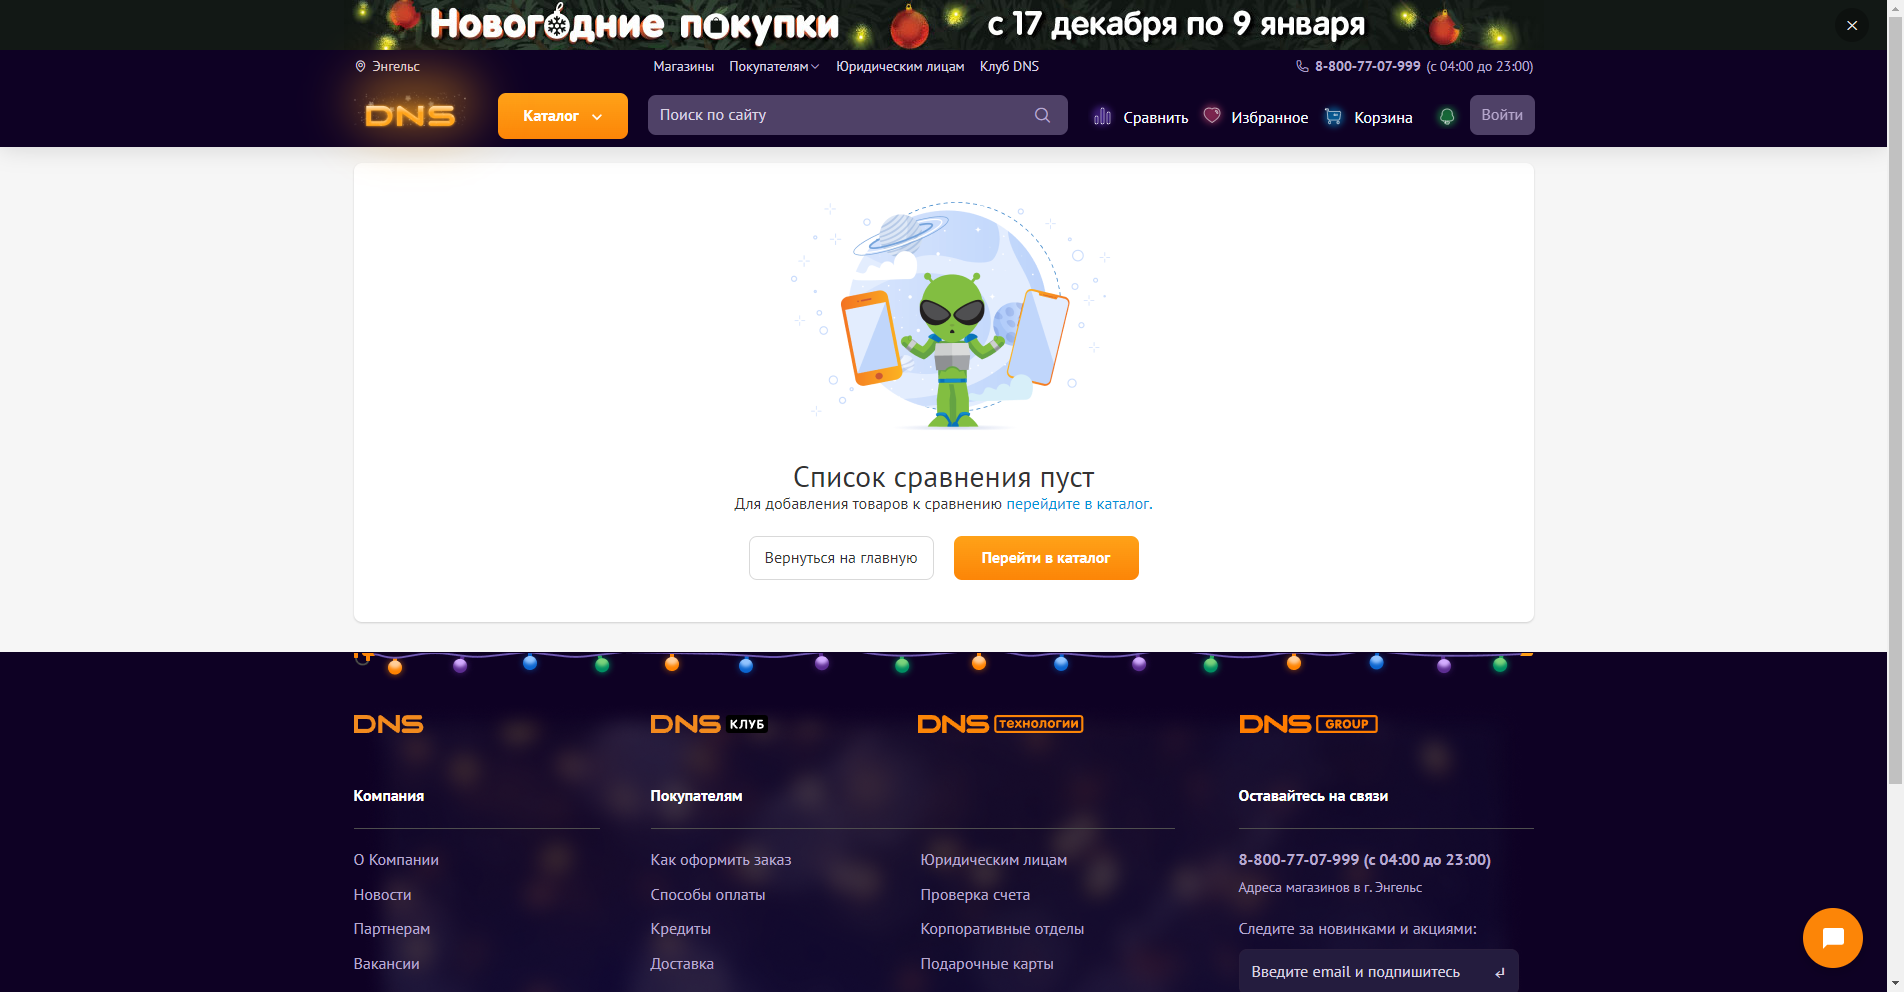 Новогодние покупки с 17 декабря по 9 января
Энгельс
Магазины Покупателям Юридическим лицам Клуб DNS
8-800-77-07-999 (с 04:00 до 23:00)
DNS
Каталог
Поиск по сайту
Сравнить Избранное Корзина
Войти
Список сравнения пуст
Для добавления товаров к сравнению перейдите в каталог.
Вернуться на главную
Перейти в каталог
DNS
DNS КЛУБ
DNS технологии
DNS GROUP
Компания
О Компании
Новости
Партнерам
Вакансии
Покупателям
Как оформить заказ
Способы оплаты
Кредиты
Доставка
Юридическим лицам
Проверка счета
Корпоративные отделы
Подарочные карты
Оставайтесь на связи
8-800-77-07-999 (с 04:00 до 23:00)
Адреса магазинов в г. Энгельс
Следите за новинками и акциями:
Введите email и подпишитесь